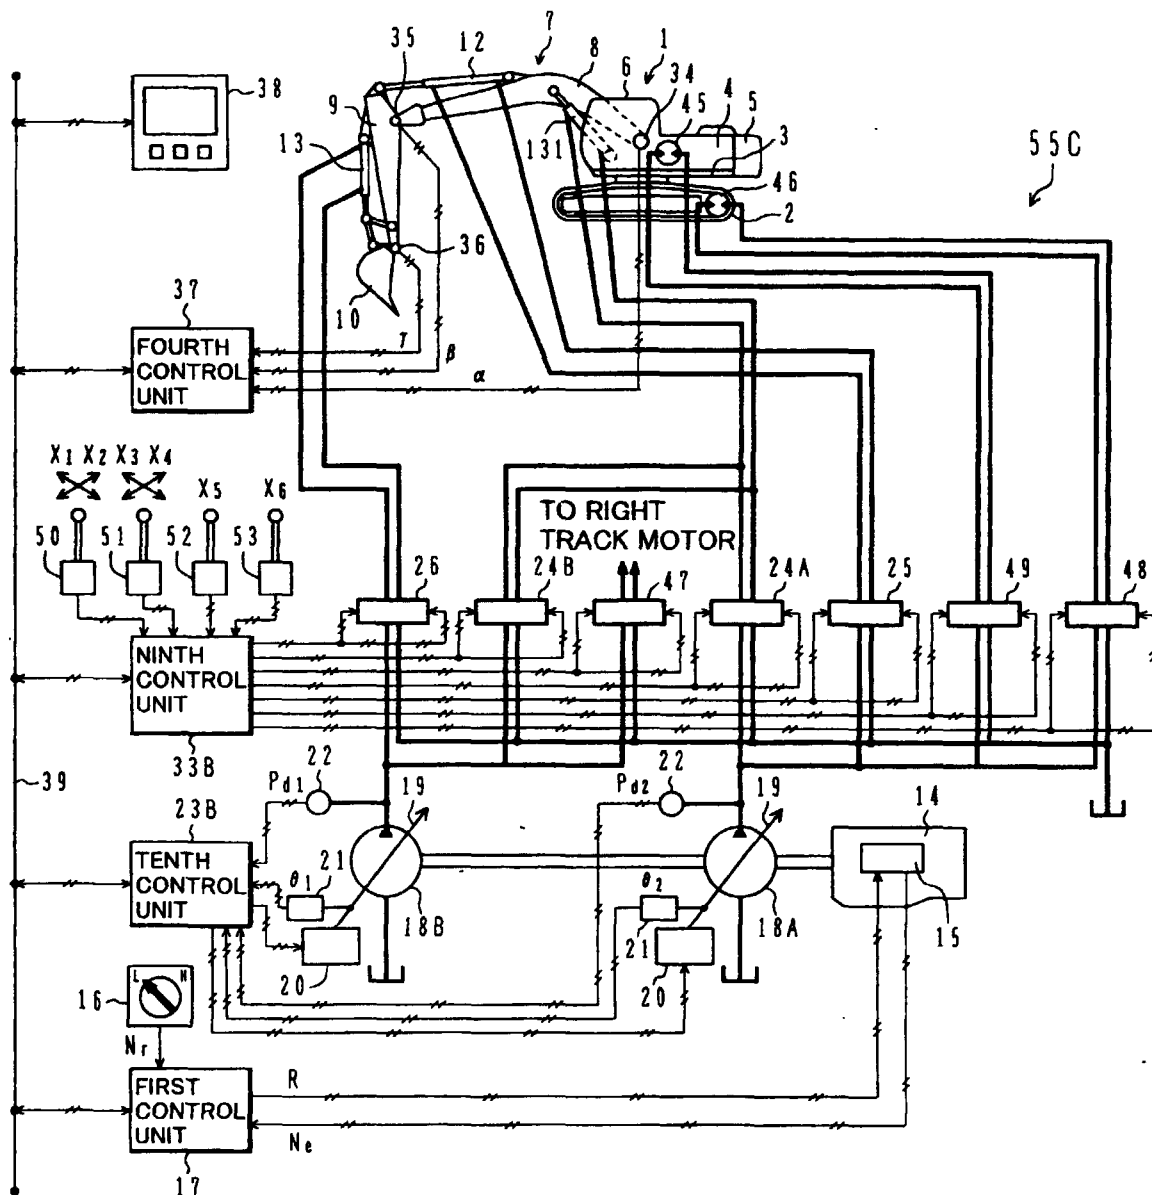 35 12 7 8 6 1 34 4 45 5
38
9
13
131
3
46
2
55C
36
10
37
FOURTH
CONTROL
UNIT
γ
β
α
X1 X2 X3 X4
X5
X6
50
51
52
53
TO RIGHT
TRACK MOTOR
26
24B
47
24A
25
49
48
NINTH
CONTROL
UNIT
33B
39
Pd1
22
19
Pd2
22
19
14
23B
TENTH
CONTROL
UNIT
θ1
21
18B
20
θ2
21
20
18A
15
L
H
16
Nr
FIRST
CONTROL
UNIT
17
R
Ne